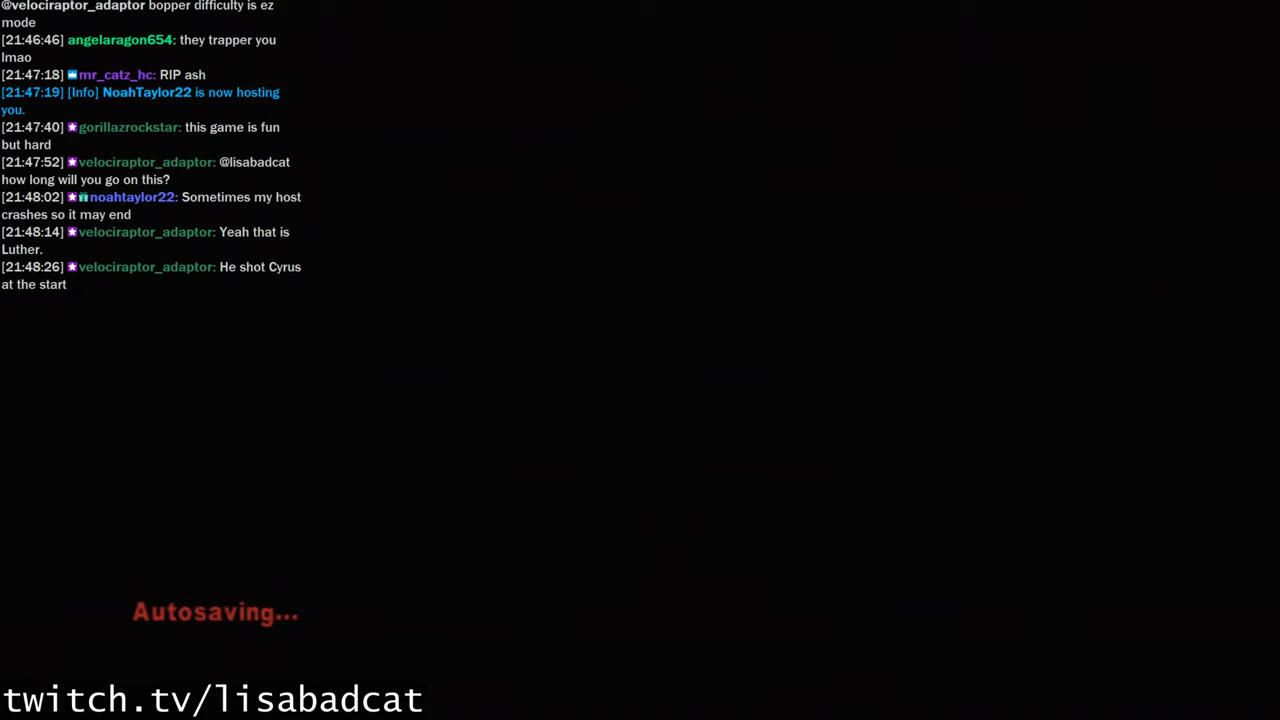 @velociraptor_adaptor bopper difficulty is ez
mode
[21:46:46] angelaragon654: they trapper you
lmao
[21:47:18] mr_catz_hc: RIP ash
[21:47:19] [Info] NoahTaylor22 is now hosting
you.
[21:47:40] gorillazrockstar: this game is fun
but hard
[21:47:52] velociraptor_adaptor: @lisabadcat
how long will you go on this?
[21:48:02] noahtaylor22: Sometimes my host
crashes so it may end
[21:48:14] velociraptor_adaptor: Yeah that is
Luther.
[21:48:26] velociraptor_adaptor: He shot Cyrus
at the start
Autosaving...
twitch.tv/lisabadcat